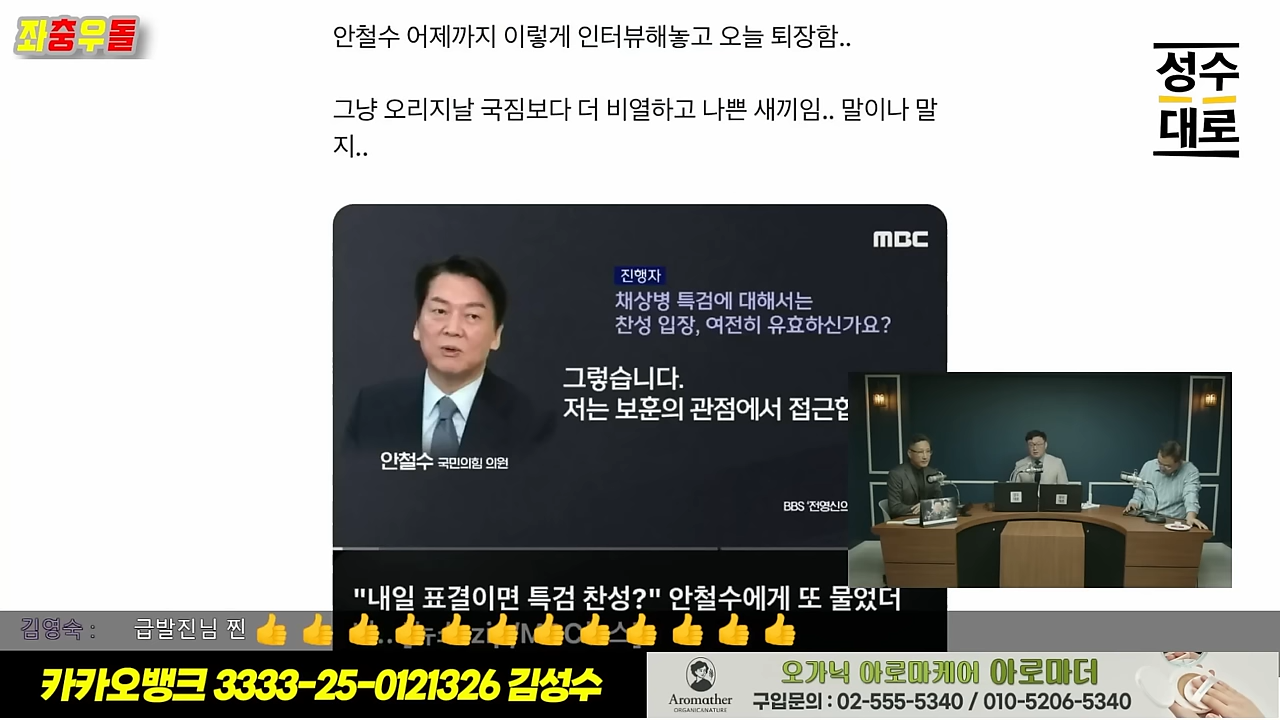 좌충우돌
안철수 어제까지 이렇게 인터뷰해놓고 오늘 퇴장함..
그냥 오리지날 국짐보다 더 비열하고 나쁜 새끼임.. 말이나 말
지..
성수
대로
MBC
진행자
채상병 특검에 대해서는
찬성 입장, 여전히 유효하신가요?
그렇습니다.
저는 보훈의 관점에서 접근합
안철수 국민의힘 의원
BBS '전영신의
"내일 표결이면 특검 찬성?" 안철수에게 또 물었더
김영숙 : 급발진님 찐 👍 👍 👍 👍 👍 👍 👍 👍 👍 👍 👍 👍
카카오뱅크 3333-25-0121326 김성수
Aromather
ORGANIC&NATURE
오가닉 아로마케어 아로마더
구입문의 : 02-555-5340 / 010-5206-5340